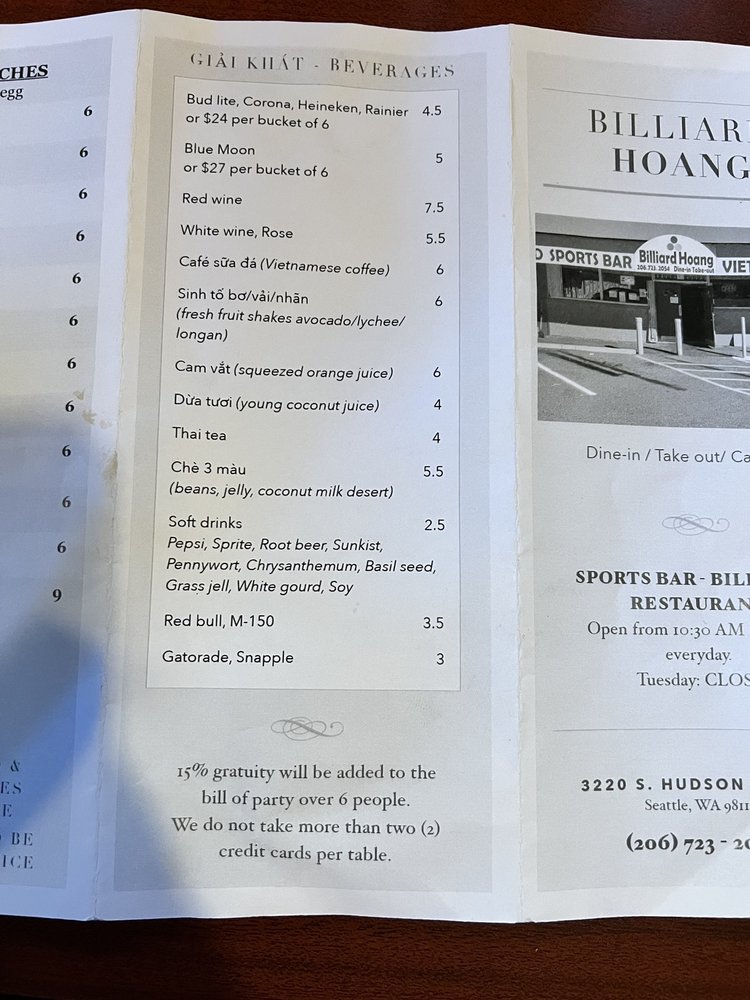 CHES
egg
6
6
6
6
6
6
6
6
6
6
6
9
&
ES
E
BE
ICE
GIẢI KHÁT - BEVERAGES
Bud lite, Corona, Heineken, Rainier 4.5
or $24 per bucket of 6
Blue Moon 5
or $27 per bucket of 6
Red wine 7.5
White wine, Rose 5.5
Café sữa đá (Vietnamese coffee) 6
Sinh tố bơ/vải/nhãn 6
(fresh fruit shakes avocado/lychee/
longan)
Cam vắt (squeezed orange juice) 6
Dừa tươi (young coconut juice) 4
Thai tea 4
Chè 3 màu 5.5
(beans, jelly, coconut milk desert)
Soft drinks 2.5
Pepsi, Sprite, Root beer, Sunkist,
Pennywort, Chrysanthemum, Basil seed,
Grass jell, White gourd, Soy
Red bull, M-150 3.5
Gatorade, Snapple 3
15% gratuity will be added to the
bill of party over 6 people.
We do not take more than two (2)
credit cards per table.
BILLIAR
HOANG
O SPORTS BAR Billiard Hoang VIET
206.723.2054 Dine-in Take-out
Dine-in / Take out/ Ca
SPORTS BAR - BILL
RESTAURAN
Open from 10:30 AM
everyday.
Tuesday: CLOS
3220 S. HUDSON
Seattle, WA 9811
(206) 723 - 20